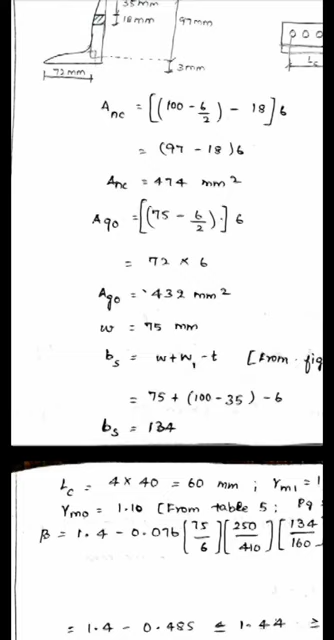 35mm
18mm
97mm
72mm
3mm
Lc
Anc = [(100 - 6/2) - 18] 6
= (97 - 18) 6
Anc = 474 mm²
Ago = [(75 - 6/2)·] 6
= 72 × 6
Ago = 432 mm²
w = 75 mm
bs = w + w1 - t [From fig
= 75 + (100 - 35) - 6
bs = 134
Lc = 4 × 40 = 60 mm ; γm1 = 1
γmo = 1.10 [From table 5; Pg
β = 1.4 - 0.076 [75/6] [250/410] [134/160
= 1.4 - 0.485 ≤ 1.44 ≥